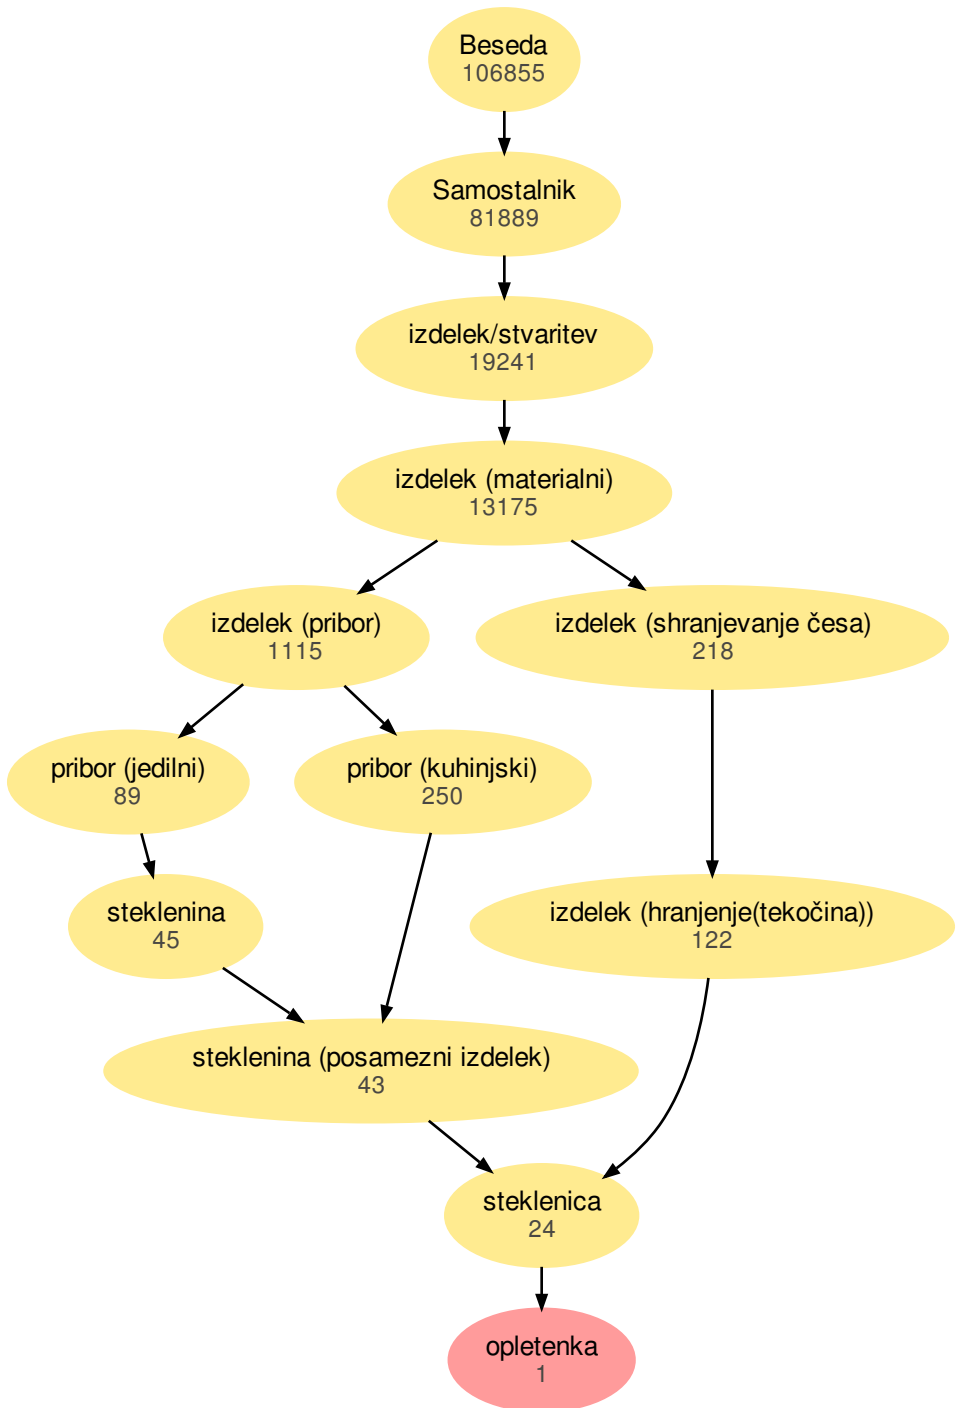 Beseda
106855
Samostalnik
81889
izdelek/stvaritev
19241
izdelek (materialni)
13175
izdelek (pribor)
1115
izdelek (shranjevanje česa)
218
pribor (jedilni)
89
pribor (kuhinjski)
250
steklenina
45
izdelek (hranjenje(tekočina))
122
steklenina (posamezni izdelek)
43
steklenica
24
opletenka
1